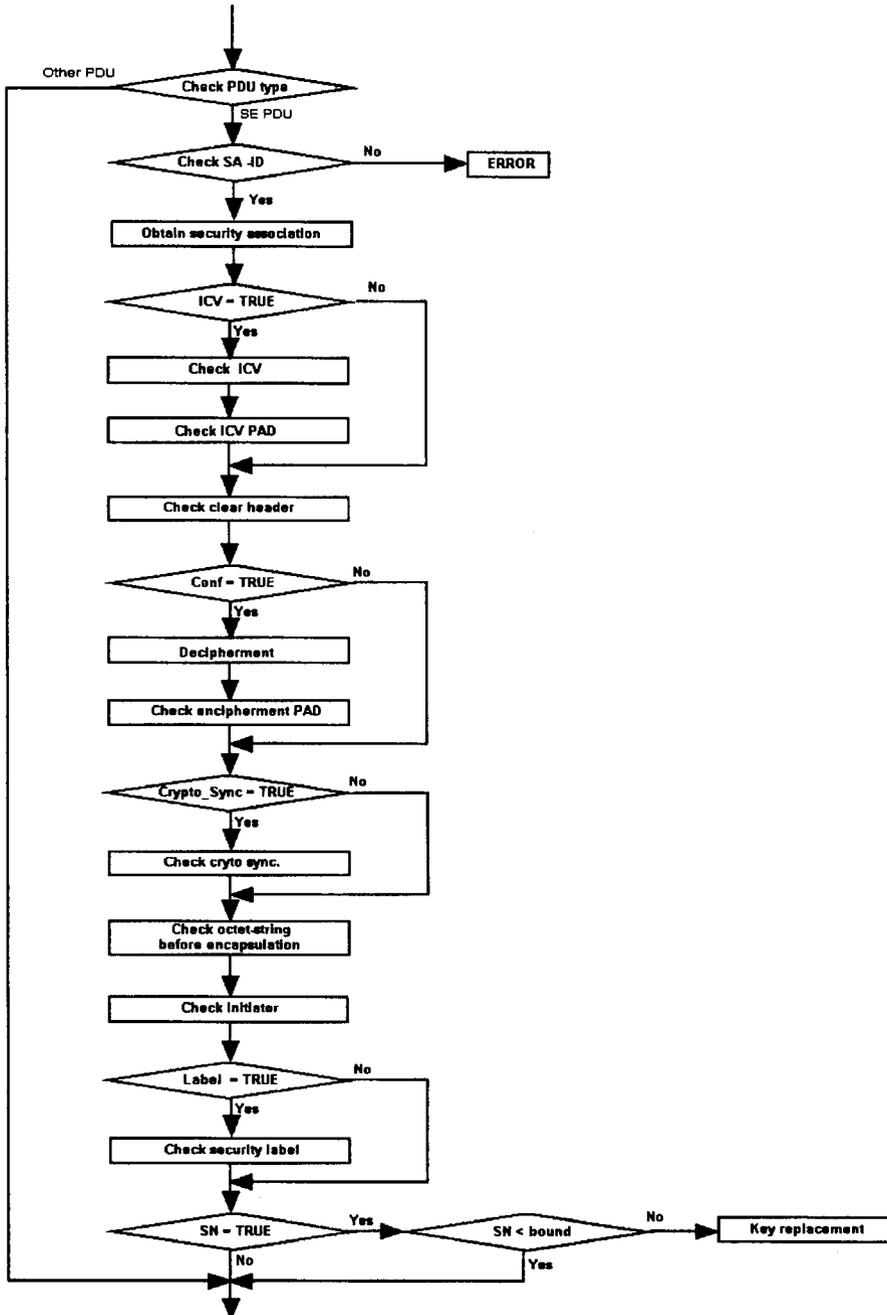 Other PDU
Check PDU type
SE PDU
Check SA -ID
No
ERROR
Yes
Obtain security association
ICV = TRUE
No
Yes
Check ICV
Check ICV PAD
Check clear header
Conf = TRUE
No
Yes
Decipherment
Check encipherment PAD
Crypto_Sync = TRUE
No
Yes
Check cryto sync.
Check octet-string
before encapsulation
Check initiator
Label = TRUE
No
Yes
Check security label
SN = TRUE
Yes
SN < bound
No
Key replacement
No
Yes